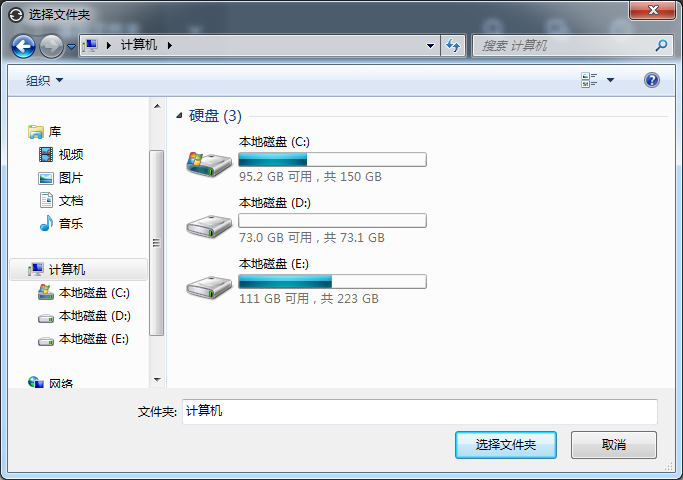 选择文件夹
计算机
搜索 计算机
组织
库
视频
图片
文档
音乐
计算机
本地磁盘 (C:)
本地磁盘 (D:)
本地磁盘 (E:)
网络
硬盘 (3)
本地磁盘 (C:)
95.2 GB 可用，共 150 GB
本地磁盘 (D:)
73.0 GB 可用，共 73.1 GB
本地磁盘 (E:)
111 GB 可用，共 223 GB
文件夹: 计算机
选择文件夹
取消